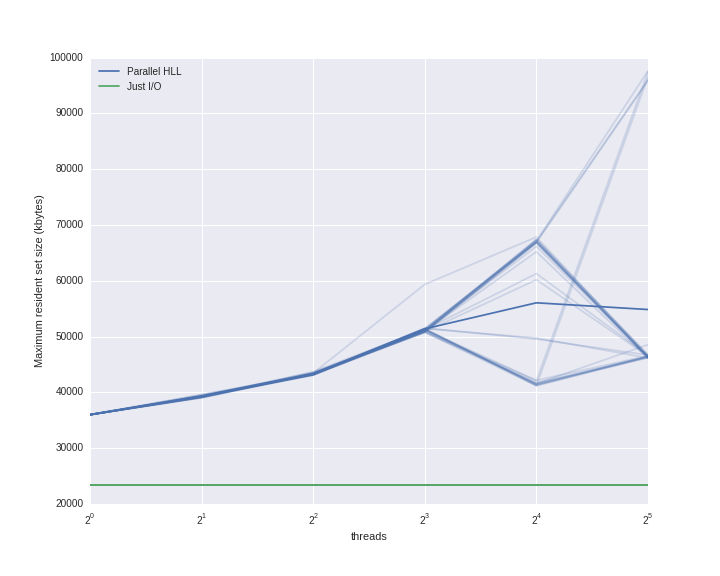 100000
90000
80000
70000
60000
50000
40000
30000
20000
Maximum resident set size (kbytes)
Parallel HLL
Just I/O
2⁰ 2¹ 2² 2³ 2⁴ 2⁵
threads